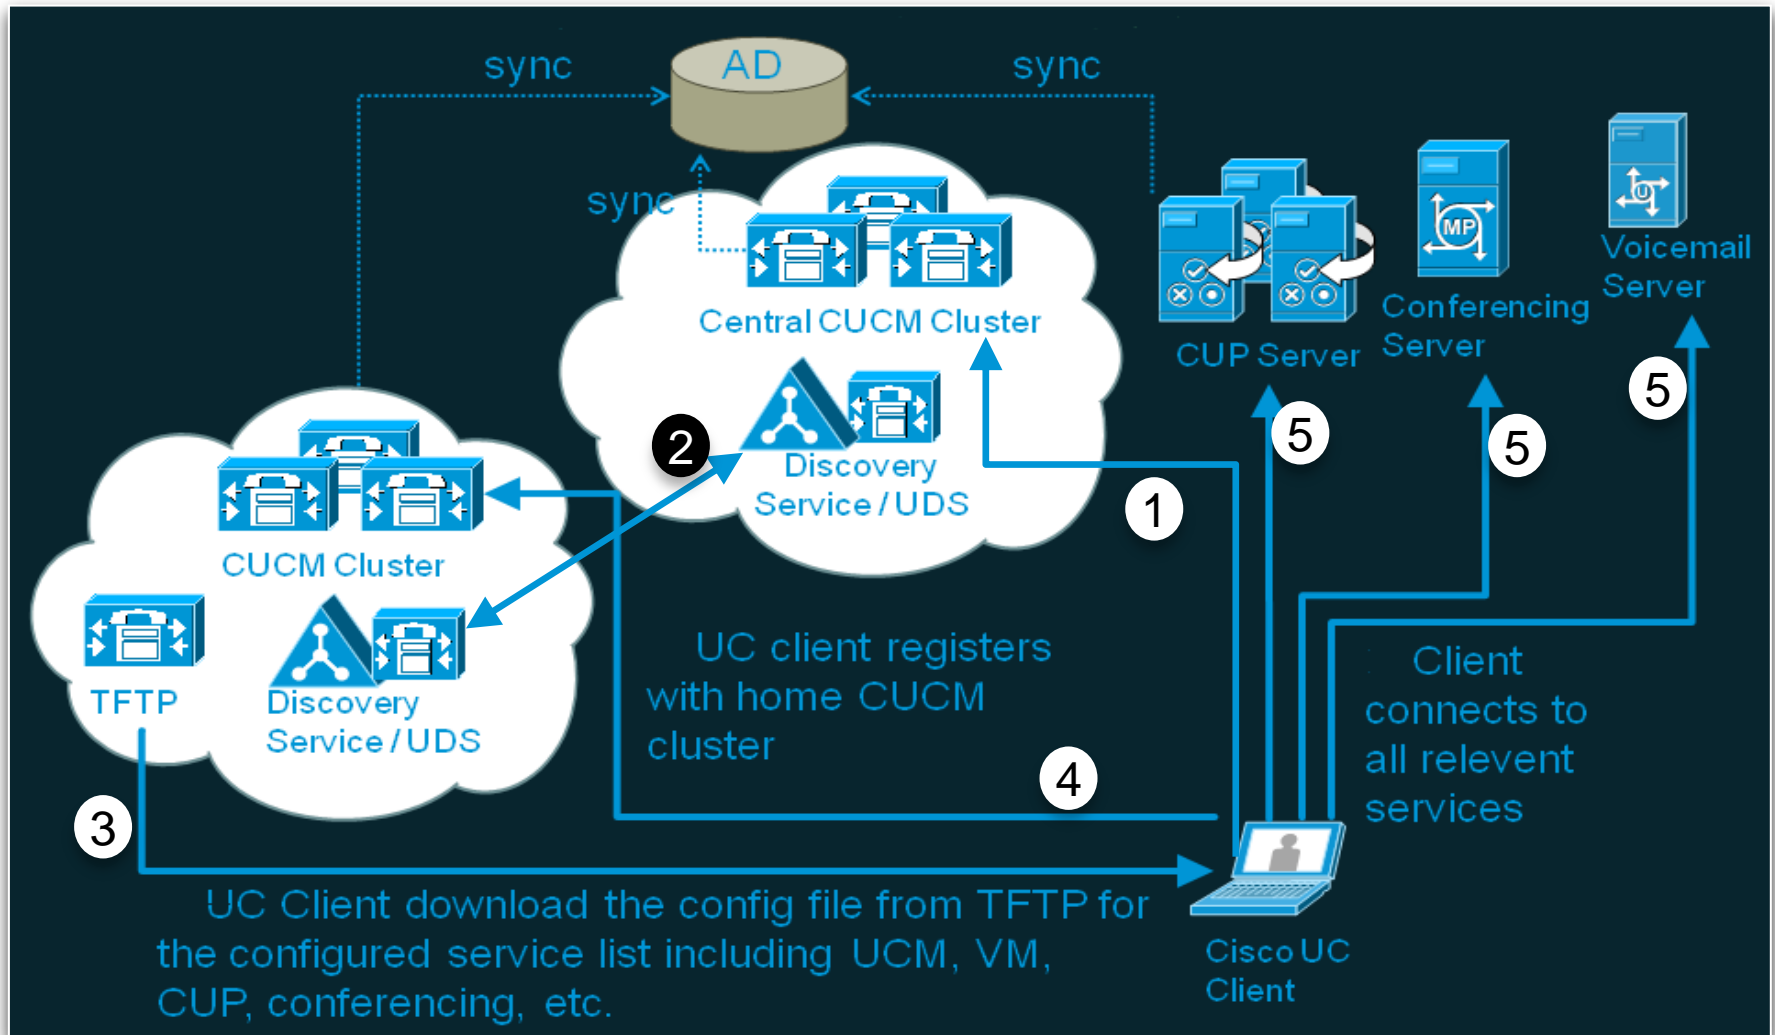 sync
AD
sync
sync
Central CUCM Cluster
Discovery
Service / UDS
CUP Server
MP
Conferencing
Server
U
Voicemail
Server
5
5
5
2
1
CUCM Cluster
TFTP
Discovery
Service / UDS
UC client registers
with home CUCM
cluster
4
Client
connects to
all relevent
services
3
UC Client download the config file from TFTP for
the configured service list including UCM, VM,
CUP, conferencing, etc.
Cisco UC
Client